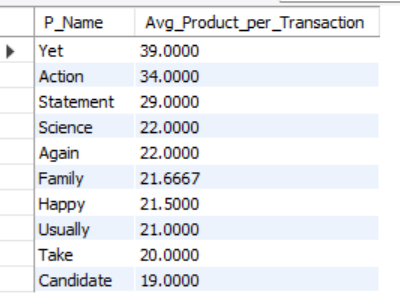 P_Name Avg_Product_per_Transaction
Yet 39.0000
Action 34.0000
Statement 29.0000
Science 22.0000
Again 22.0000
Family 21.6667
Happy 21.5000
Usually 21.0000
Take 20.0000
Candidate 19.0000